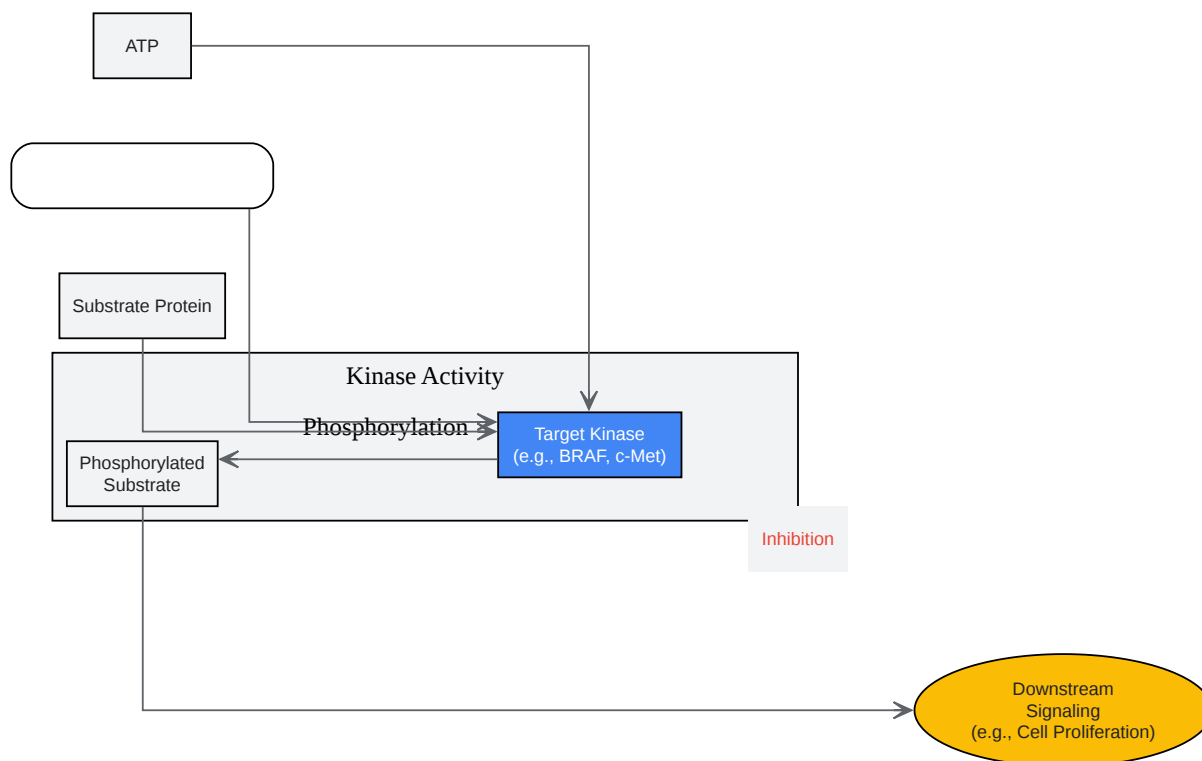 ATP
Substrate Protein
Kinase Activity
Phosphorylation
Target Kinase
(e.g., BRAF, c-Met)
Phosphorylated
Substrate
Inhibition
Downstream
Signaling
(e.g., Cell Proliferation)